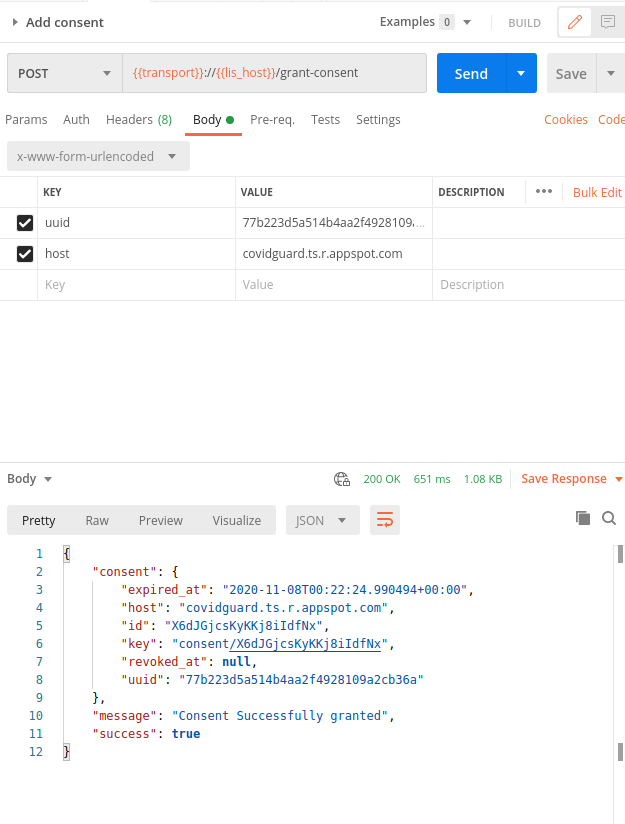 Add consent Examples 0 BUILD
POST {{transport}}://{{lis_host}}/grant-consent Send Save
Params Auth Headers (8) Body Pre-req. Tests Settings Cookies Code
x-www-form-urlencoded
KEY VALUE DESCRIPTION ••• Bulk Edit
uuid 77b223d5a514b4aa2f4928109...
host covidguard.ts.r.appspot.com
Key Value Description
Body 200 OK 651 ms 1.08 KB Save Response
Pretty Raw Preview Visualize JSON
1 {
2 "consent": {
3 "expired_at": "2020-11-08T00:22:24.990494+00:00",
4 "host": "covidguard.ts.r.appspot.com",
5 "id": "X6dJGjcsKyKKj8iIdfNx",
6 "key": "consent/X6dJGjcsKyKKj8iIdfNx",
7 "revoked_at": null,
8 "uuid": "77b223d5a514b4aa2f4928109a2cb36a"
9 },
10 "message": "Consent Successfully granted",
11 "success": true
12 }